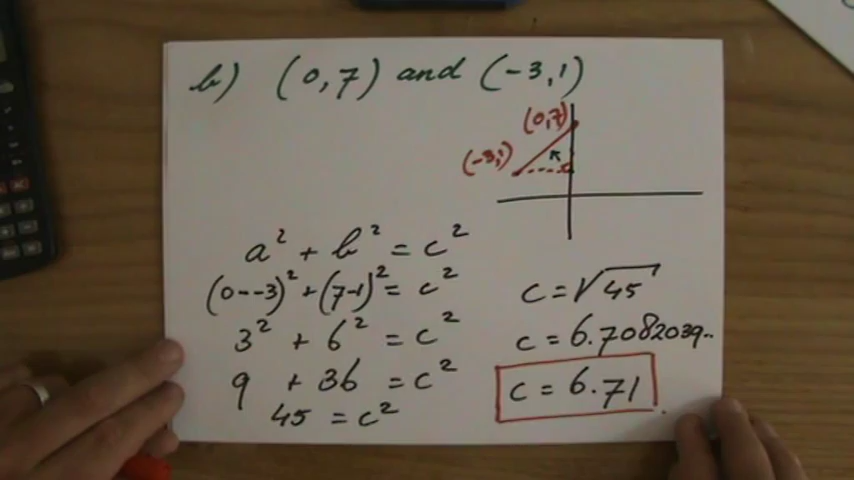 b) (0,7) and (-3,1)
(0,7)
(-3,1)
a² + b² = c²
(0--3)² + (7-1)² = c²
3² + 6² = c²
9 + 36 = c²
45 = c²
c = √45
c = 6.7082039..
c = 6.71